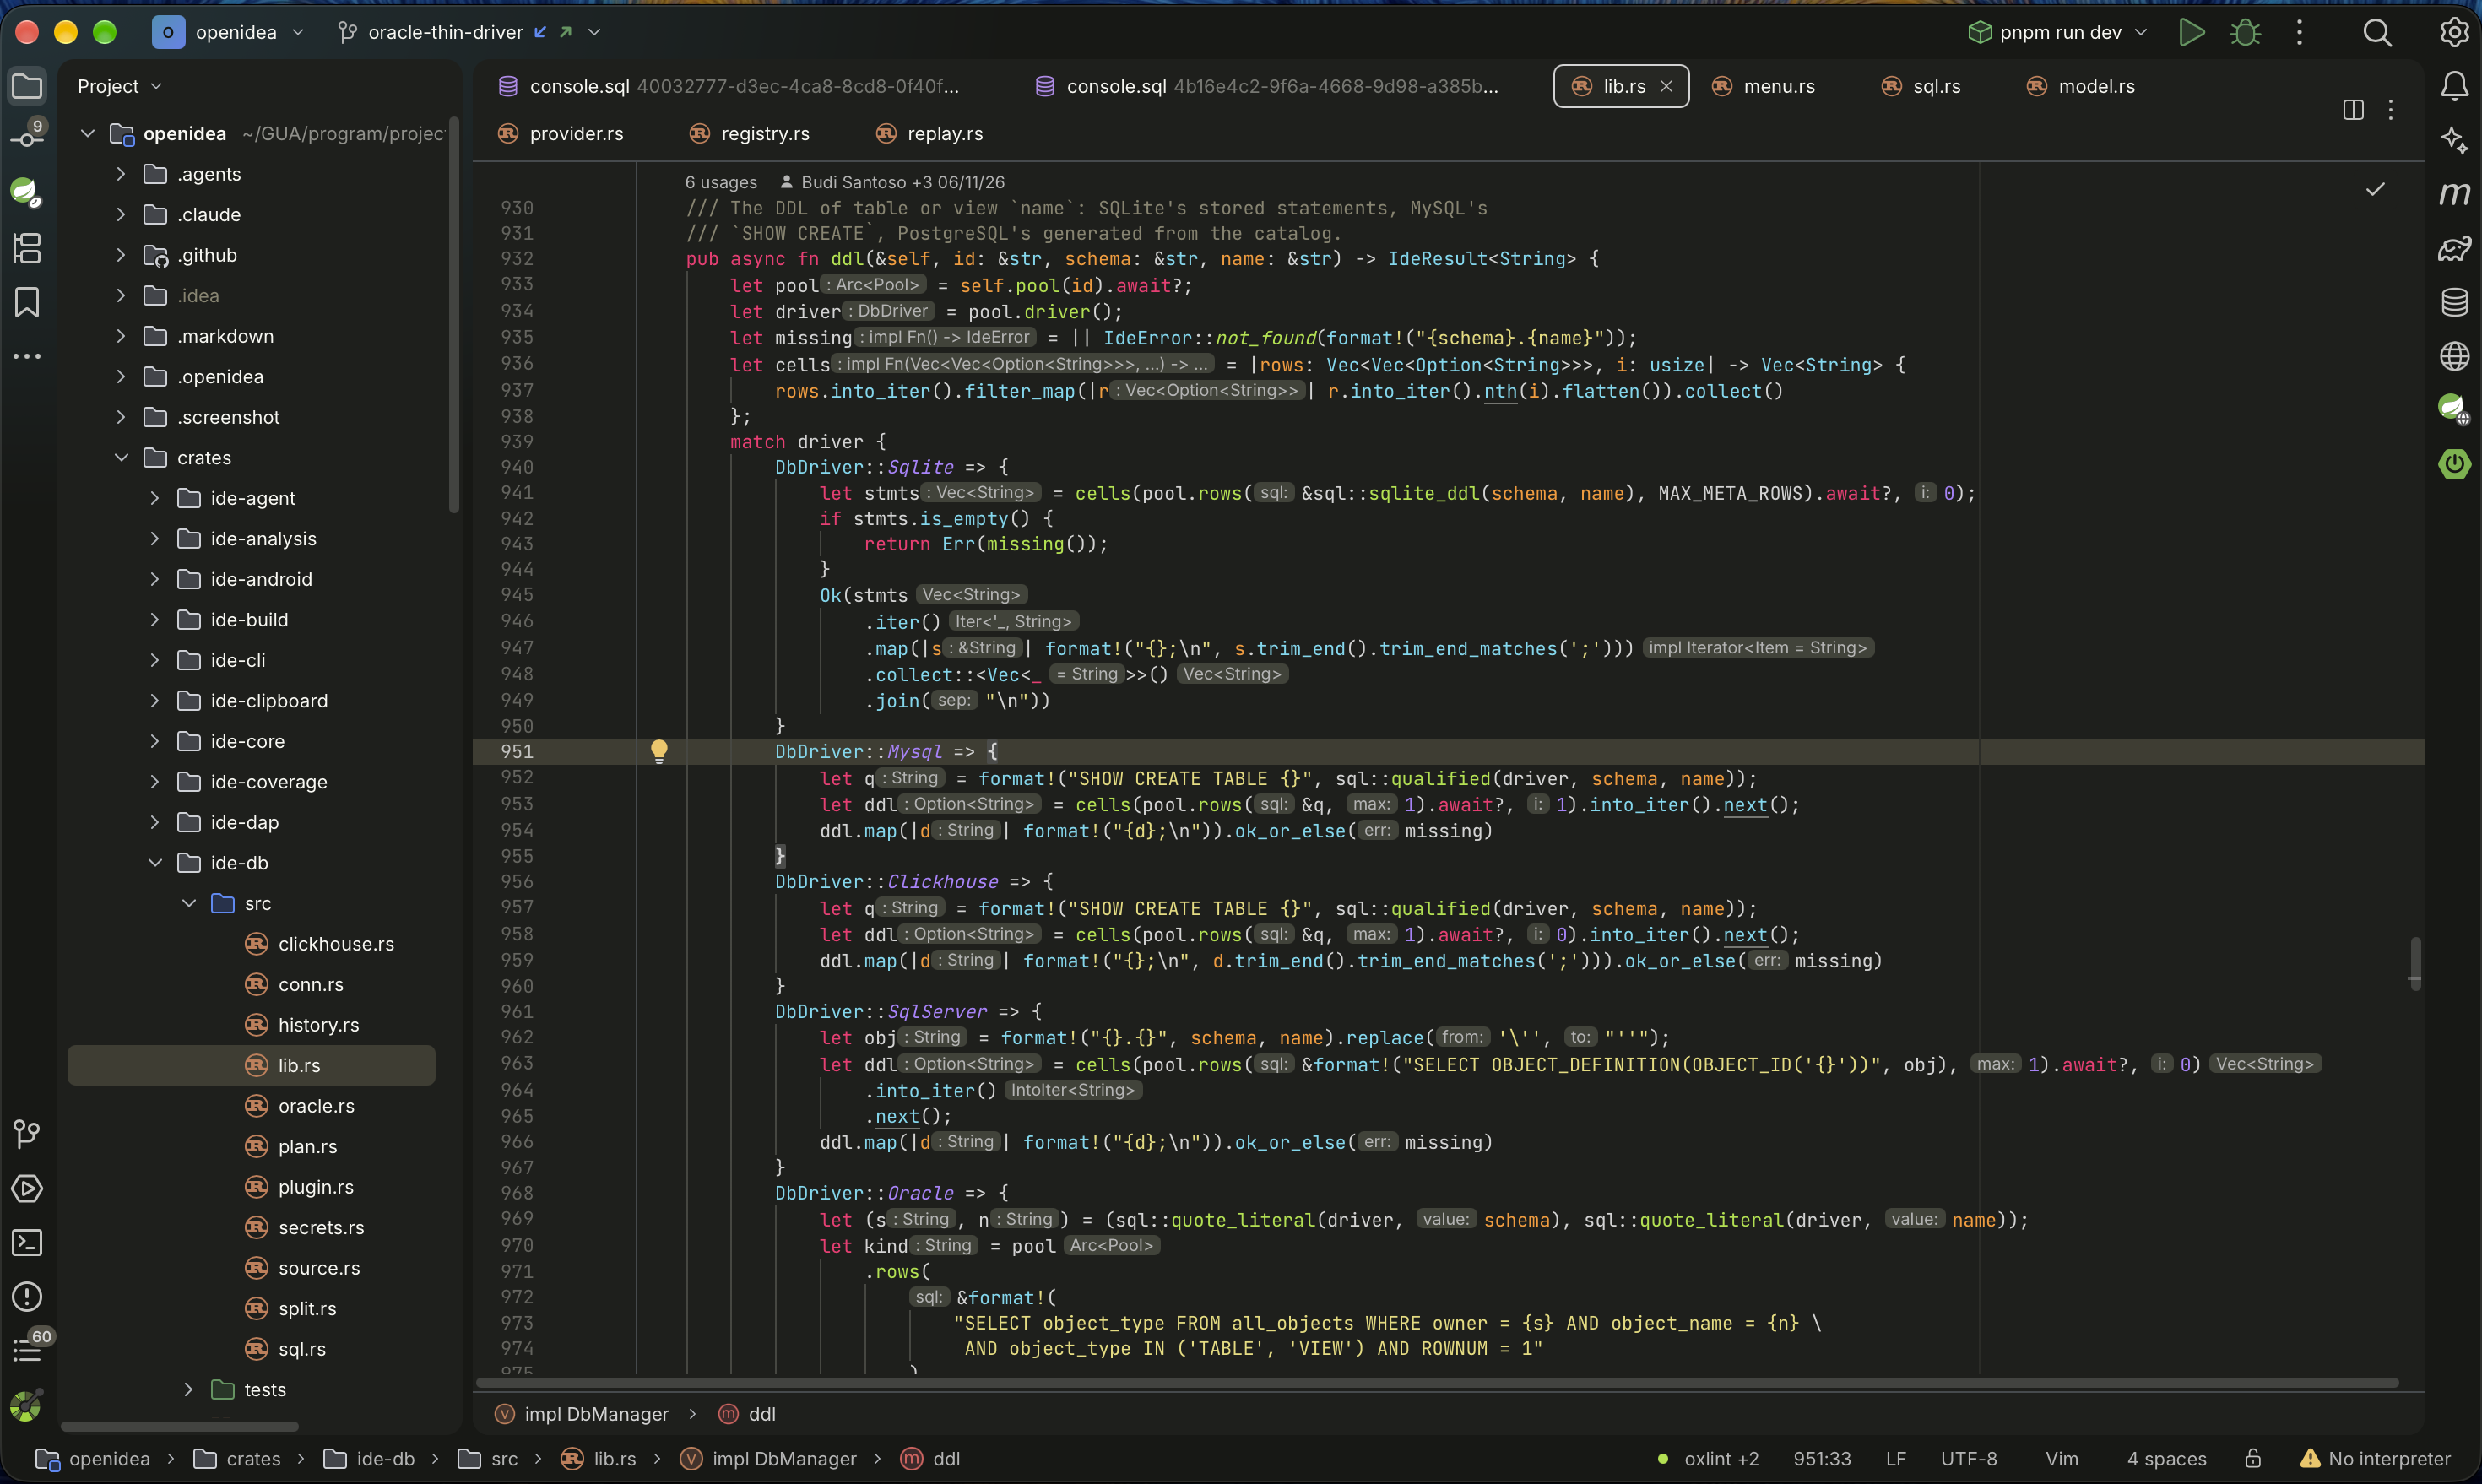 O openidea oracle-thin-driver pnpm run dev
Project
console.sql 40032777-d3ec-4ca8-8cd8-0f40f... console.sql 4b16e4c2-9f6a-4668-9d98-a385b... lib.rs menu.rs sql.rs model.rs
provider.rs registry.rs replay.rs
9
60
openidea ~/GUA/program/projec
.agents
.claude
.github
.idea
.markdown
.openidea
.screenshot
crates
ide-agent
ide-analysis
ide-android
ide-build
ide-cli
ide-clipboard
ide-core
ide-coverage
ide-dap
ide-db
src
clickhouse.rs
conn.rs
history.rs
lib.rs
oracle.rs
plan.rs
plugin.rs
secrets.rs
source.rs
split.rs
sql.rs
tests
6 usages Budi Santoso +3 06/11/26
930 /// The DDL of table or view `name`: SQLite's stored statements, MySQL's
931 /// `SHOW CREATE`, PostgreSQL's generated from the catalog.
932 pub async fn ddl(&self, id: &str, schema: &str, name: &str) -> IdeResult<String> {
933 let pool : Arc<Pool> = self.pool(id).await?;
934 let driver : DbDriver = pool.driver();
935 let missing : impl Fn() -> IdeError = || IdeError::not_found(format!("{schema}.{name}"));
936 let cells : impl Fn(Vec<Vec<Option<String>>>, ...) -> ... = |rows: Vec<Vec<Option<String>>>, i: usize| -> Vec<String> {
937 rows.into_iter().filter_map(|r : Vec<Option<String>> | r.into_iter().nth(i).flatten()).collect()
938 };
939 match driver {
940 DbDriver::Sqlite => {
941 let stmts : Vec<String> = cells(pool.rows( sql: &sql::sqlite_ddl(schema, name), MAX_META_ROWS).await?, i: 0);
942 if stmts.is_empty() {
943 return Err(missing());
944 }
945 Ok(stmts Vec<String>
946 .iter() Iter<'_, String>
947 .map(|s : &String | format!("{};\n", s.trim_end().trim_end_matches(';'))) impl Iterator<Item = String>
948 .collect::<Vec<_ = String >>() Vec<String>
949 .join( sep: "\n"))
950 }
951 DbDriver::Mysql => {
952 let q : String = format!("SHOW CREATE TABLE {}", sql::qualified(driver, schema, name));
953 let ddl : Option<String> = cells(pool.rows( sql: &q, max: 1).await?, i: 1).into_iter().next();
954 ddl.map(|d : String | format!("{d};\n")).ok_or_else( err: missing)
955 }
956 DbDriver::Clickhouse => {
957 let q : String = format!("SHOW CREATE TABLE {}", sql::qualified(driver, schema, name));
958 let ddl : Option<String> = cells(pool.rows( sql: &q, max: 1).await?, i: 0).into_iter().next();
959 ddl.map(|d : String | format!("{};\n", d.trim_end().trim_end_matches(';'))).ok_or_else( err: missing)
960 }
961 DbDriver::SqlServer => {
962 let obj : String = format!("{}.{}", schema, name).replace( from: '\'', to: "''");
963 let ddl : Option<String> = cells(pool.rows( sql: &format!("SELECT OBJECT_DEFINITION(OBJECT_ID('{}'))", obj), max: 1).await?, i: 0) Vec<String>
964 .into_iter() IntoIter<String>
965 .next();
966 ddl.map(|d : String | format!("{d};\n")).ok_or_else( err: missing)
967 }
968 DbDriver::Oracle => {
969 let (s : String , n : String ) = (sql::quote_literal(driver, value: schema), sql::quote_literal(driver, value: name));
970 let kind : String = pool Arc<Pool>
971 .rows(
972 sql: &format!(
973 "SELECT object_type FROM all_objects WHERE owner = {s} AND object_name = {n} \
974 AND object_type IN ('TABLE', 'VIEW') AND ROWNUM = 1"
975 )
impl DbManager ddl
openidea crates ide-db src lib.rs impl DbManager ddl oxlint +2 951:33 LF UTF-8 Vim 4 spaces No interpreter